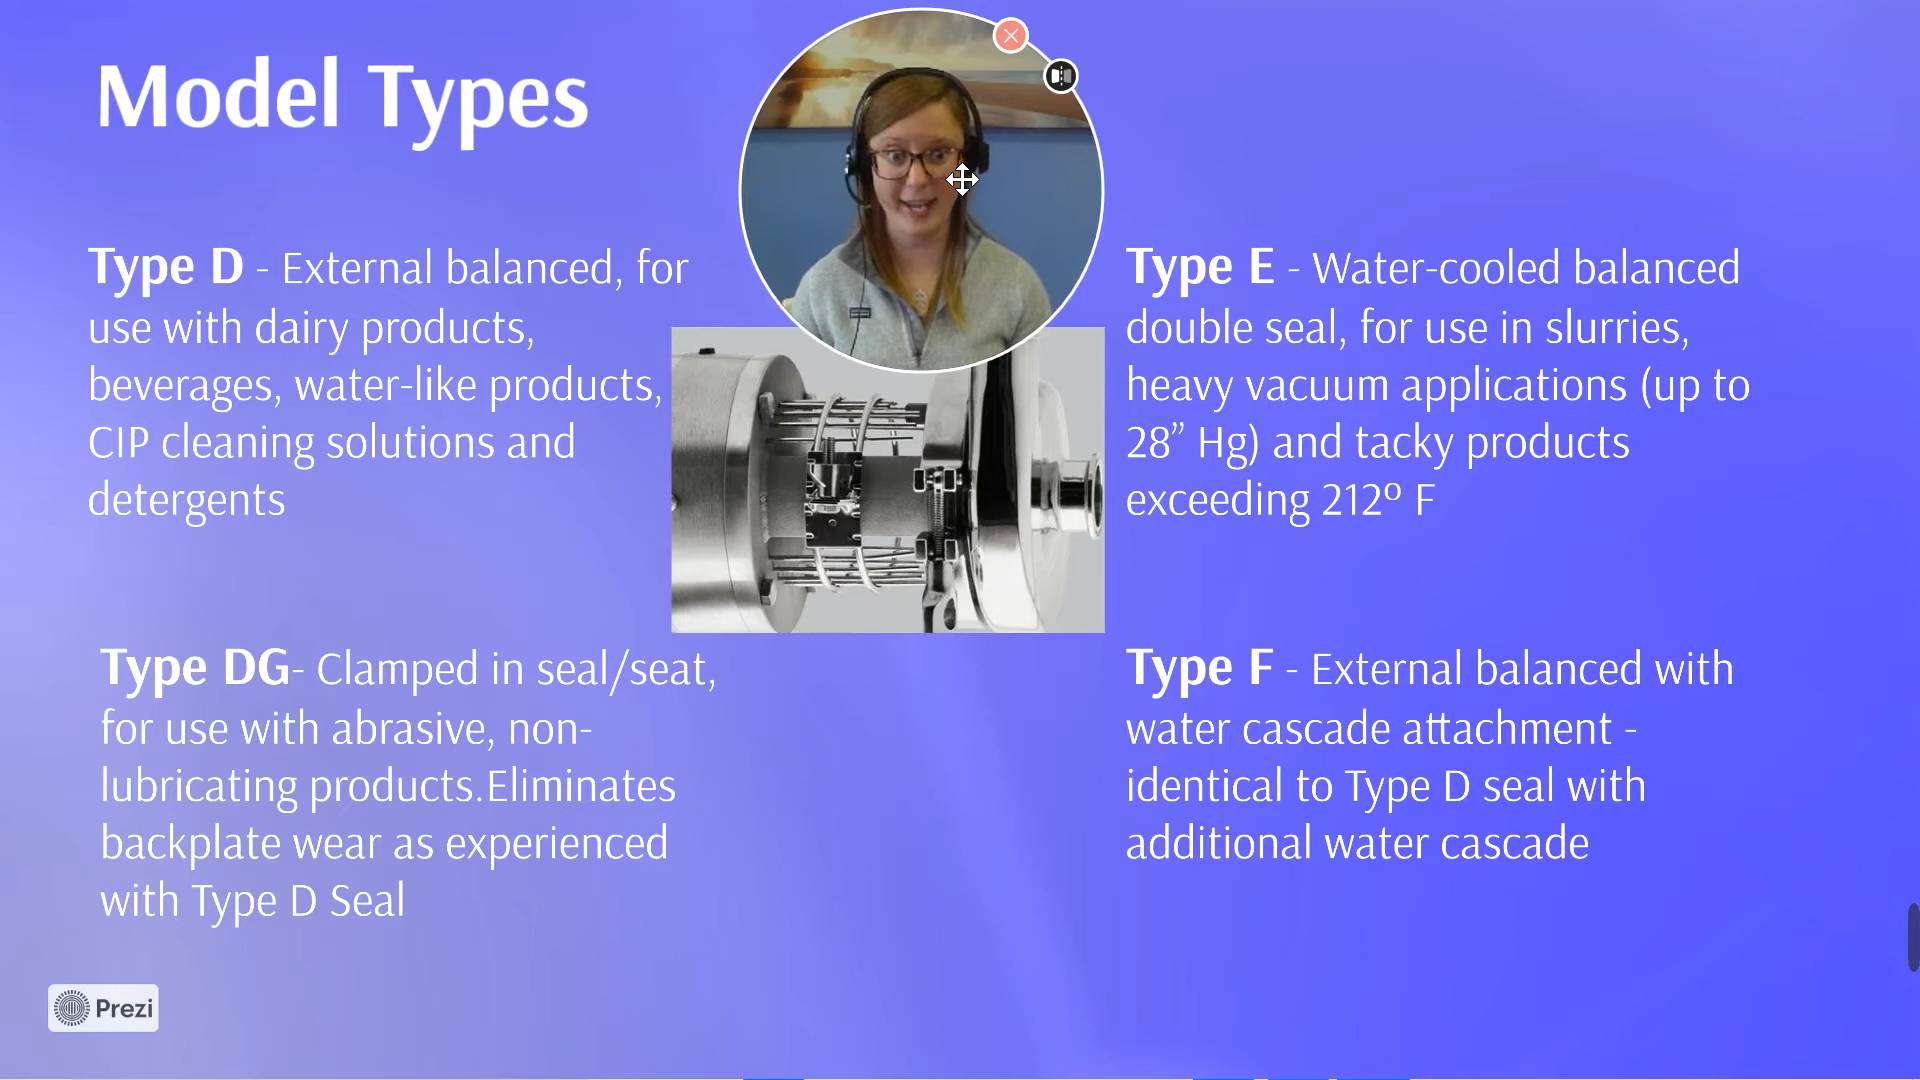 Model Types
Type D - External balanced, for
use with dairy products,
beverages, water-like products,
CIP cleaning solutions and
detergents
Type E - Water-cooled balanced
double seal, for use in slurries,
heavy vacuum applications (up to
28” Hg) and tacky products
exceeding 212º F
Type DG- Clamped in seal/seat,
for use with abrasive, non-
lubricating products.Eliminates
backplate wear as experienced
with Type D Seal
Type F - External balanced with
water cascade attachment -
identical to Type D seal with
additional water cascade
Prezi